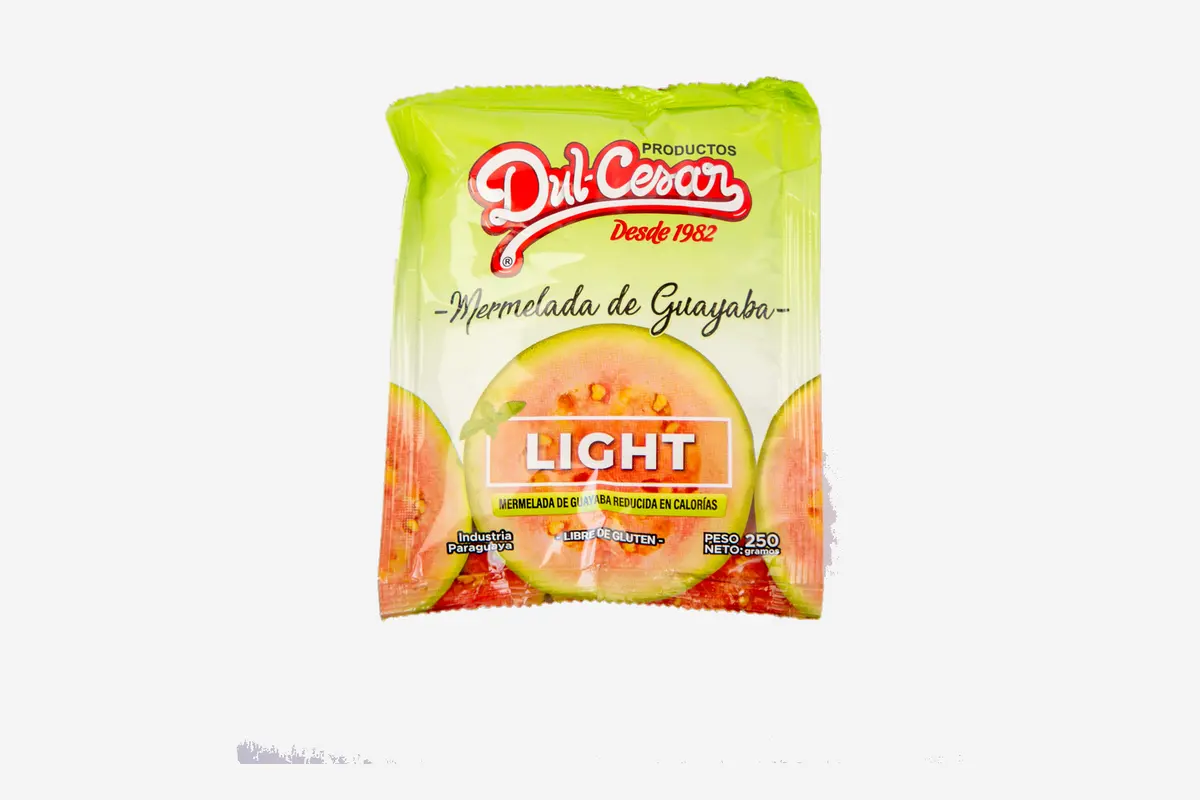 PRODUCTOS
Dul-Cesar
®
Desde 1982
-Mermelada de Guayaba-
LIGHT
MERMELADA DE GUAYABA REDUCIDA EN CALORÍAS
- LIBRE DE GLUTEN -
Industria
Paraguaya
PESO NETO: 250 gramos